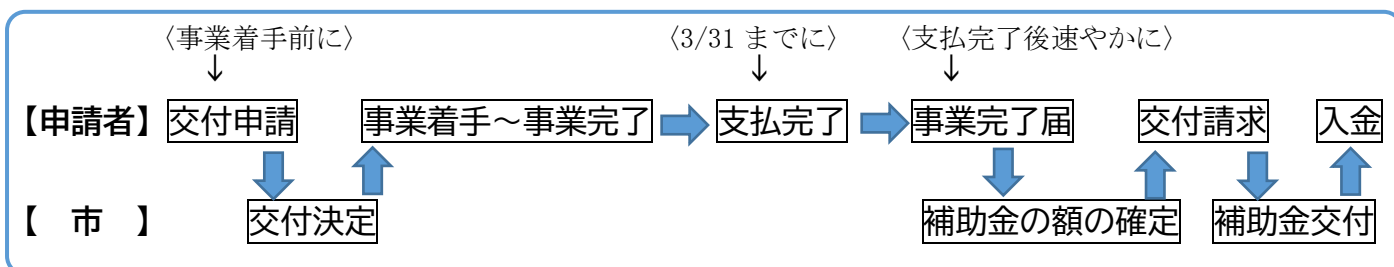 〈事業着手前に〉 〈3/31 までに〉 〈支払完了後速やかに〉
↓ ↓ ↓
【申請者】 交付申請 事業着手～事業完了 支払完了 事業完了届 交付請求 入金
【 市 】 交付決定 補助金の額の確定 補助金交付